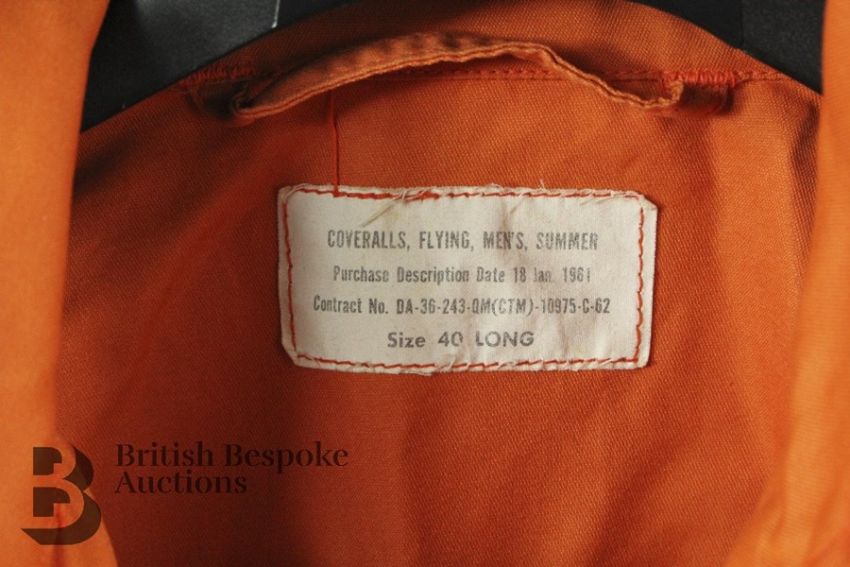 COVERALLS, FLYING, MEN'S, SUMMER
Purchase Description Date 18 Jan. 1961
Contract No. DA-36-243-QM(CTM)-10975-C-62
Size 40 LONG
British Bespoke
Auctions